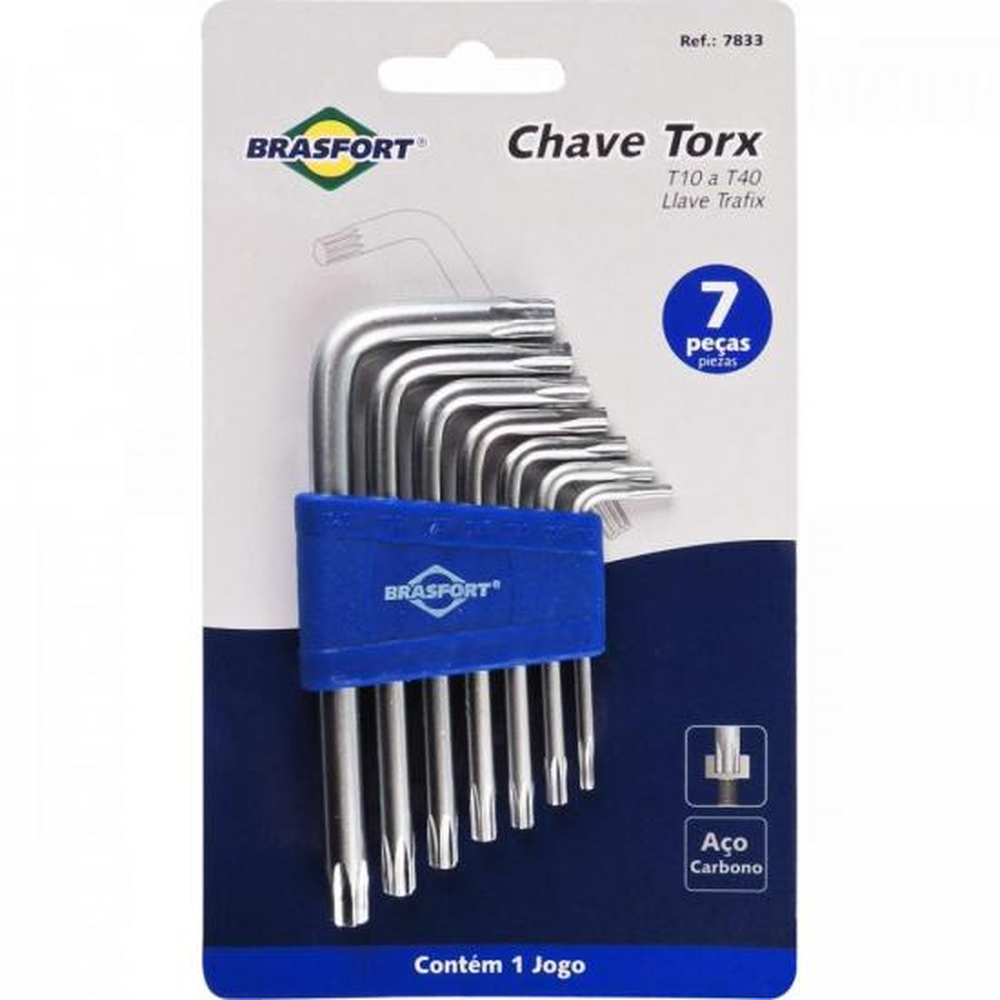 Ref.: 7833
BRASFORT®
Chave Torx
T10 a T40
Llave Trafix
7
peças
piezas
BRASFORT®
Aço
Carbono
Contém 1 Jogo